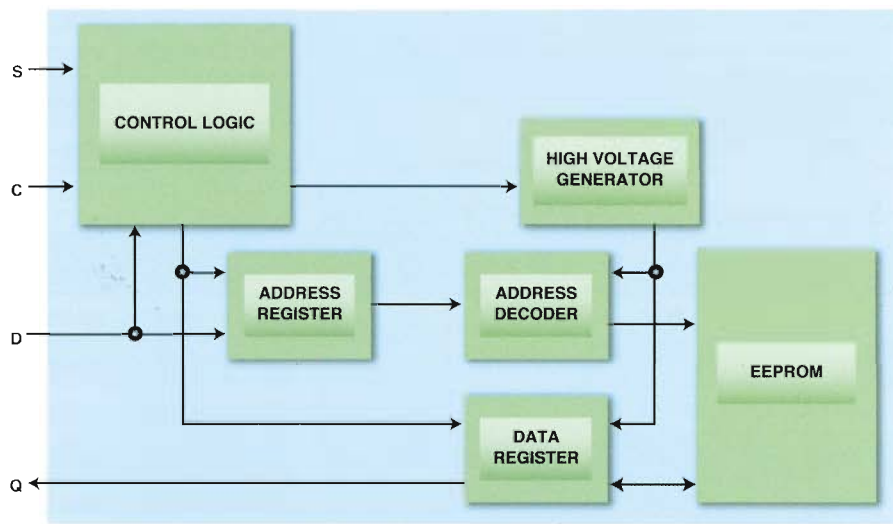 S
CONTROL LOGIC
HIGH VOLTAGE
GENERATOR
C
ADDRESS
REGISTER
ADDRESS
DECODER
D
EEPROM
DATA
REGISTER
Q